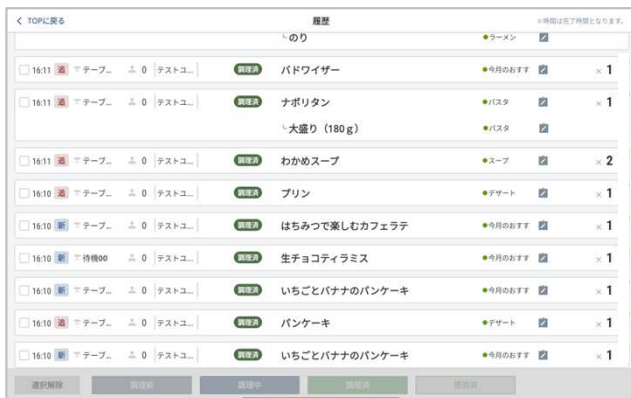 TOPに戻る 履歴 ※時間は完了時間となります。
└のり ラーメン
16:11 追 テーブ... 0 テストユ... 調理済 バドワイザー 今月のおすす × 1
16:11 追 テーブ... 0 テストユ... 調理済 ナポリタン パスタ × 1
└大盛り（180g） パスタ
16:11 追 テーブ... 0 テストユ... 調理済 わかめスープ スープ × 2
16:10 追 テーブ... 0 テストユ... 調理済 プリン デザート × 1
16:10 新 テーブ... 0 テストユ... 調理済 はちみつで楽しむカフェラテ 今月のおすす × 1
16:10 新 待機00 0 テストユ... 調理済 生チョコティラミス 今月のおすす × 1
16:10 新 テーブ... 0 テストユ... 調理済 いちごとバナナのパンケーキ 今月のおすす × 1
16:10 追 テーブ... 0 テストユ... 調理済 パンケーキ デザート × 1
16:10 新 テーブ... 0 テストユ... 調理済 いちごとバナナのパンケーキ 今月のおすす × 1
選択解除 調理前 調理中 調理済 提供済